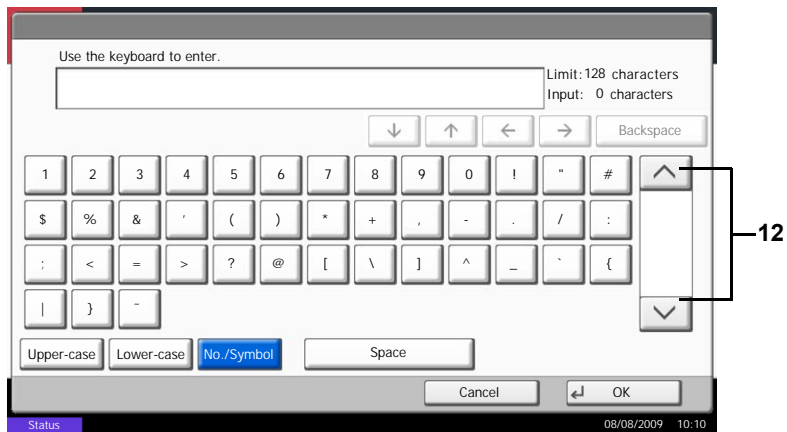 Use the keyboard to enter.
Limit: 128 characters
Input: 0 characters
Backspace
1 2 3 4 5 6 7 8 9 0 ! " #
$ % & ' ( ) * + , - . / :
; < = > ? @ [ \ ] ^ _ ` {
| } ~
12
Upper-case Lower-case No./Symbol Space
Cancel OK
Status 08/08/2009 10:10